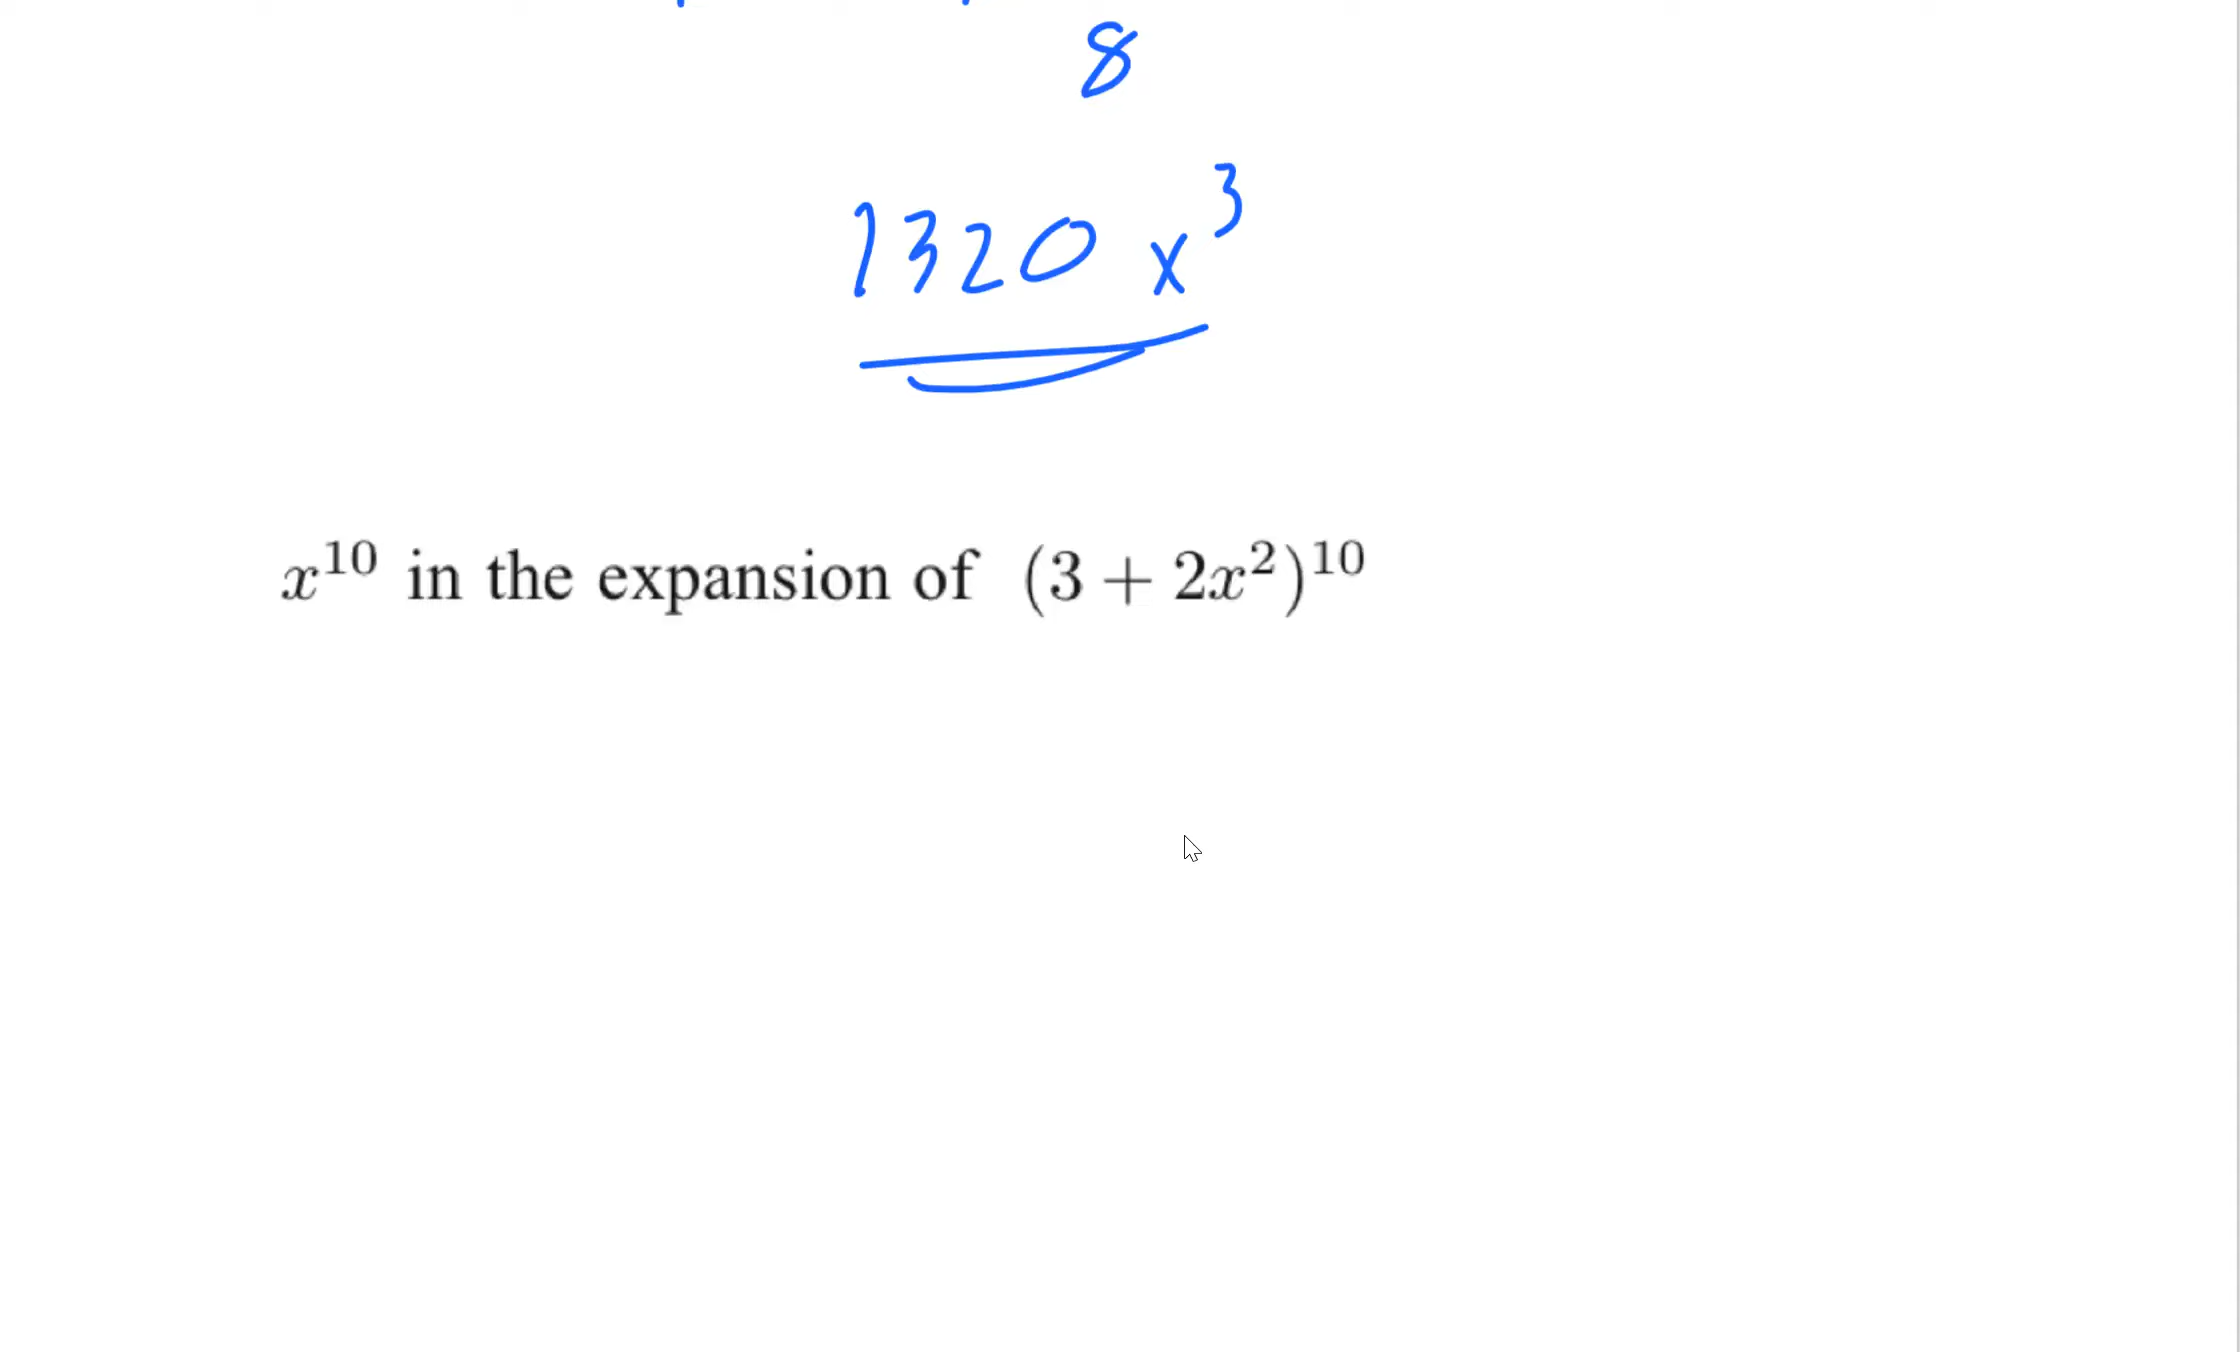 8
1320 x³
x¹⁰ in the expansion of (3 + 2x²)¹⁰